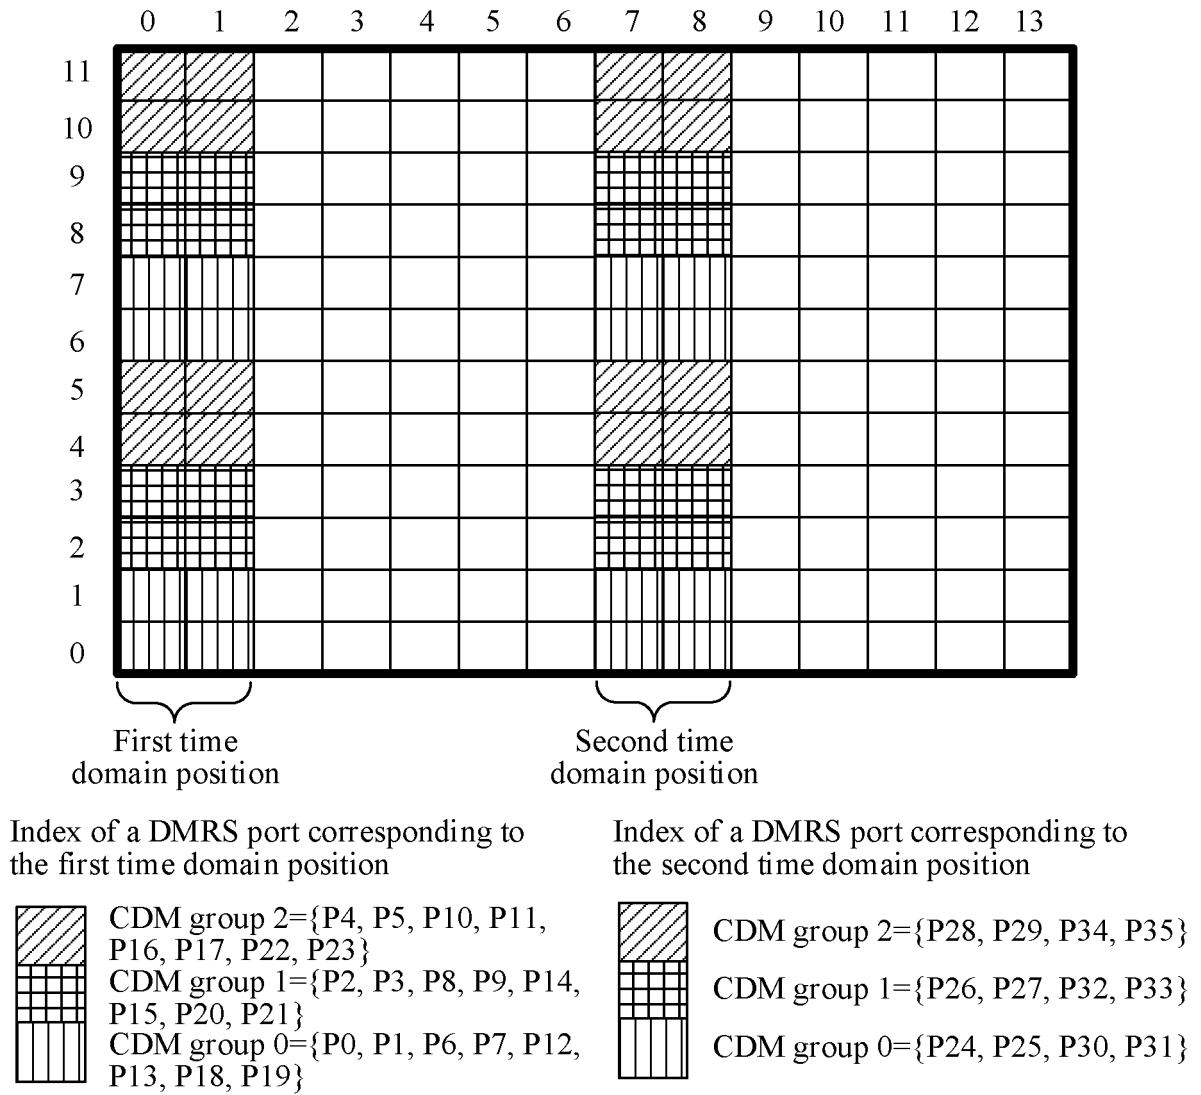 0 1 2 3 4 5 6 7 8 9 10 11 12 13
11
10
9
8
7
6
5
4
3
2
1
0
First time
domain position
Second time
domain position
Index of a DMRS port corresponding to
the first time domain position
CDM group 2={P4, P5, P10, P11,
P16, P17, P22, P23}
CDM group 1={P2, P3, P8, P9, P14,
P15, P20, P21}
CDM group 0={P0, P1, P6, P7, P12,
P13, P18, P19}
Index of a DMRS port corresponding to
the second time domain position
CDM group 2={P28, P29, P34, P35}
CDM group 1={P26, P27, P32, P33}
CDM group 0={P24, P25, P30, P31}